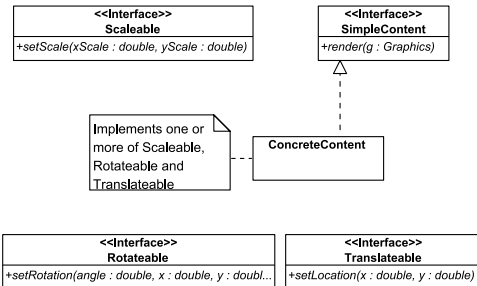 <<Interface>>
Scaleable
+setScale(xScale : double, yScale : double)
<<Interface>>
SimpleContent
+render(g : Graphics)
Implements one or
more of Scaleable,
Rotateable and
Translateable
ConcreteContent
<<Interface>>
Rotateable
+setRotation(angle : double, x : double, y : doubl...
<<Interface>>
Translateable
+setLocation(x : double, y : double)